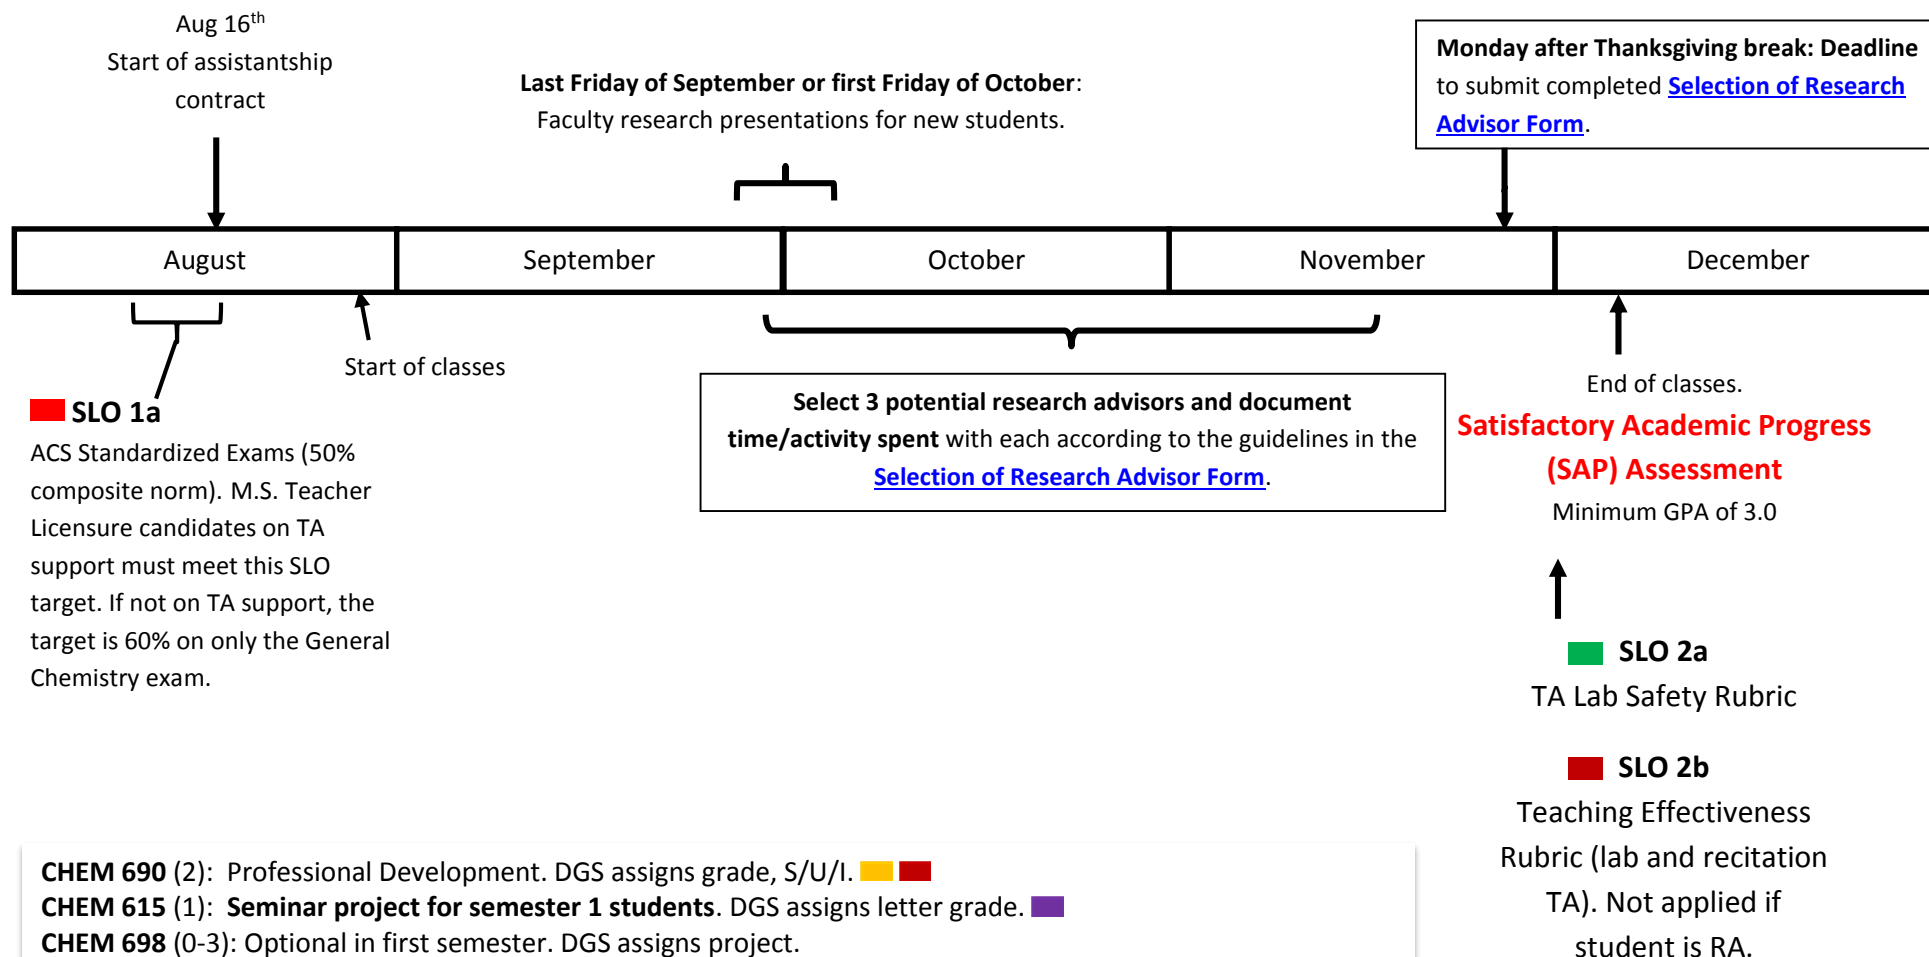 Aug 16th
Start of assistantship
contract
Last Friday of September or first Friday of October:
Faculty research presentations for new students.
Monday after Thanksgiving break: Deadline
to submit completed Selection of Research
Advisor Form.
August
September
October
November
December
Start of classes
SLO 1a
ACS Standardized Exams (50%
composite norm). M.S. Teacher
Licensure candidates on TA
support must meet this SLO
target. If not on TA support, the
target is 60% on only the General
Chemistry exam.
Select 3 potential research advisors and document
time/activity spent with each according to the guidelines in the
Selection of Research Advisor Form.
End of classes.
Satisfactory Academic Progress
(SAP) Assessment
Minimum GPA of 3.0
SLO 2a
TA Lab Safety Rubric
SLO 2b
Teaching Effectiveness
Rubric (lab and recitation
TA). Not applied if
student is RA.
CHEM 690 (2): Professional Development. DGS assigns grade, S/U/I.
CHEM 615 (1): Seminar project for semester 1 students. DGS assigns letter grade.
CHEM 698 (0-3): Optional in first semester. DGS assigns project.